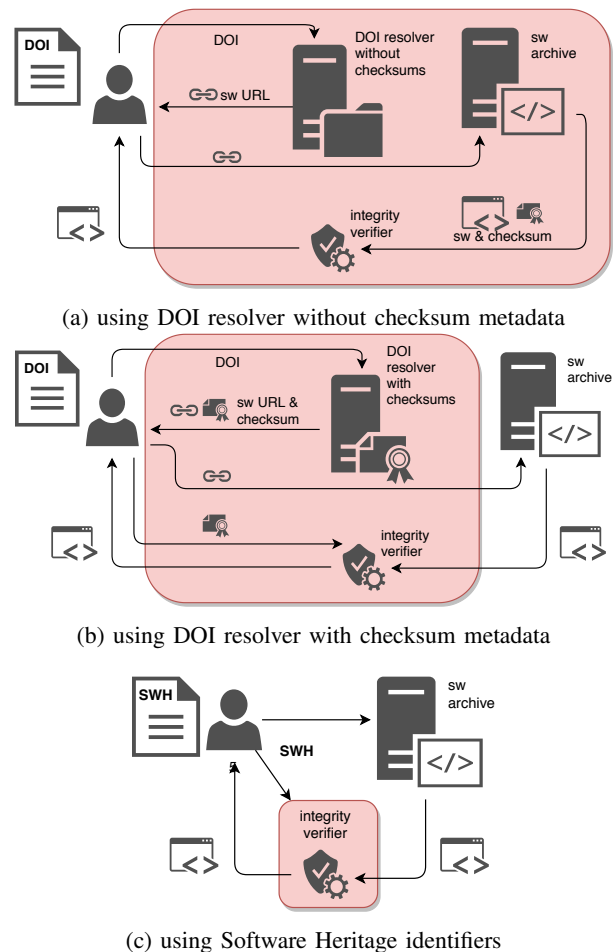 DOI
DOI
DOI resolver
without
checksums
sw
archive
sw URL
</>
integrity
verifier
<>
<>
sw & checksum
(a) using DOI resolver without checksum metadata
DOI
DOI
DOI
resolver
with
checksums
sw
archive
sw URL &
checksum
</>
integrity
verifier
<>
<>
(b) using DOI resolver with checksum metadata
SWH
sw
archive
SWH
</>
integrity
verifier
<>
<>
(c) using Software Heritage identifiers